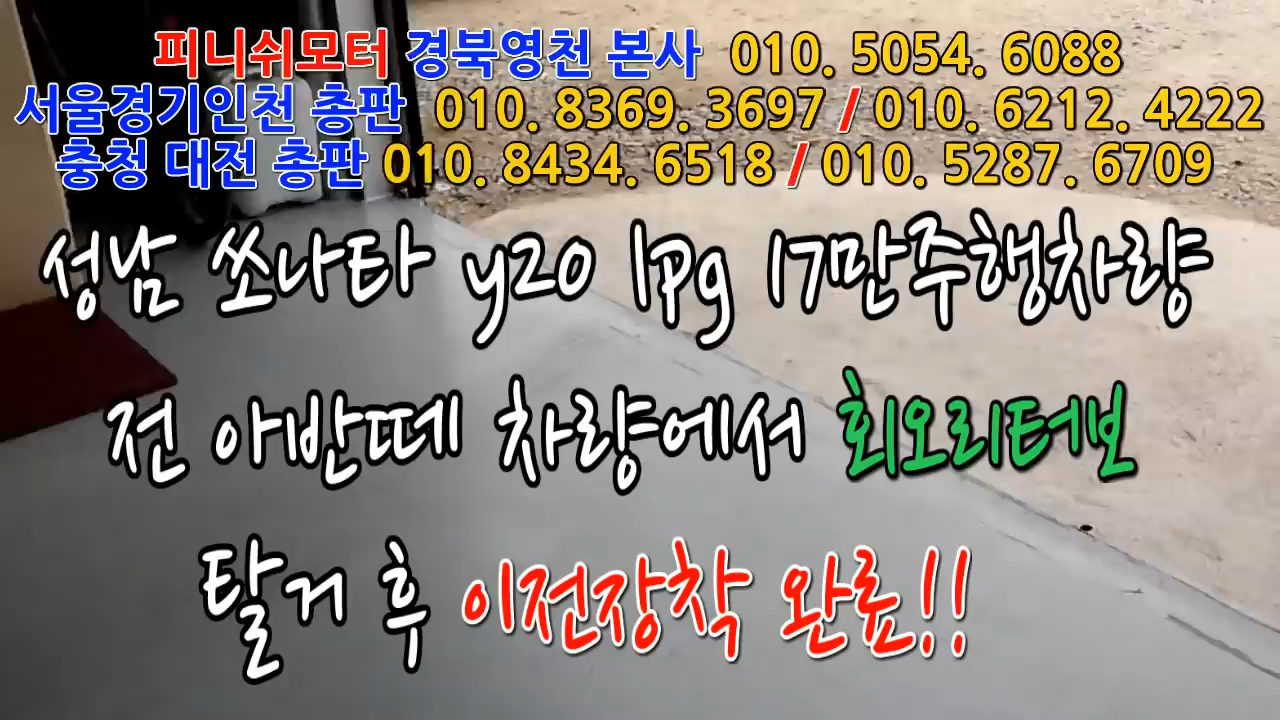 피니쉬모터 경북영천 본사 010. 5054. 6088
서울경기인천 총판 010. 8369. 3697 / 010. 6212. 4222
충청 대전 총판 010. 8434. 6518 / 010. 5287. 6709
성남 쏘나타 y20 lpg 17만주행차량
전 아반떼 차량에서 회오리터보
탈거 후 이전장착 완료!!